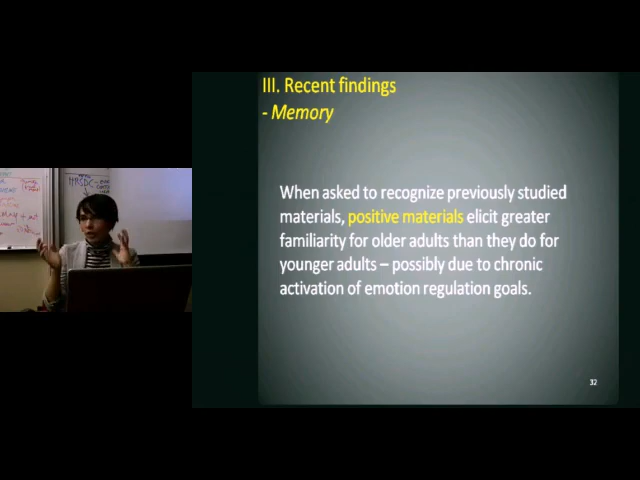 III. Recent findings
- Memory
When asked to recognize previously studied
materials, positive materials elicit greater
familiarity for older adults than they do for
younger adults – possibly due to chronic
activation of emotion regulation goals.
32